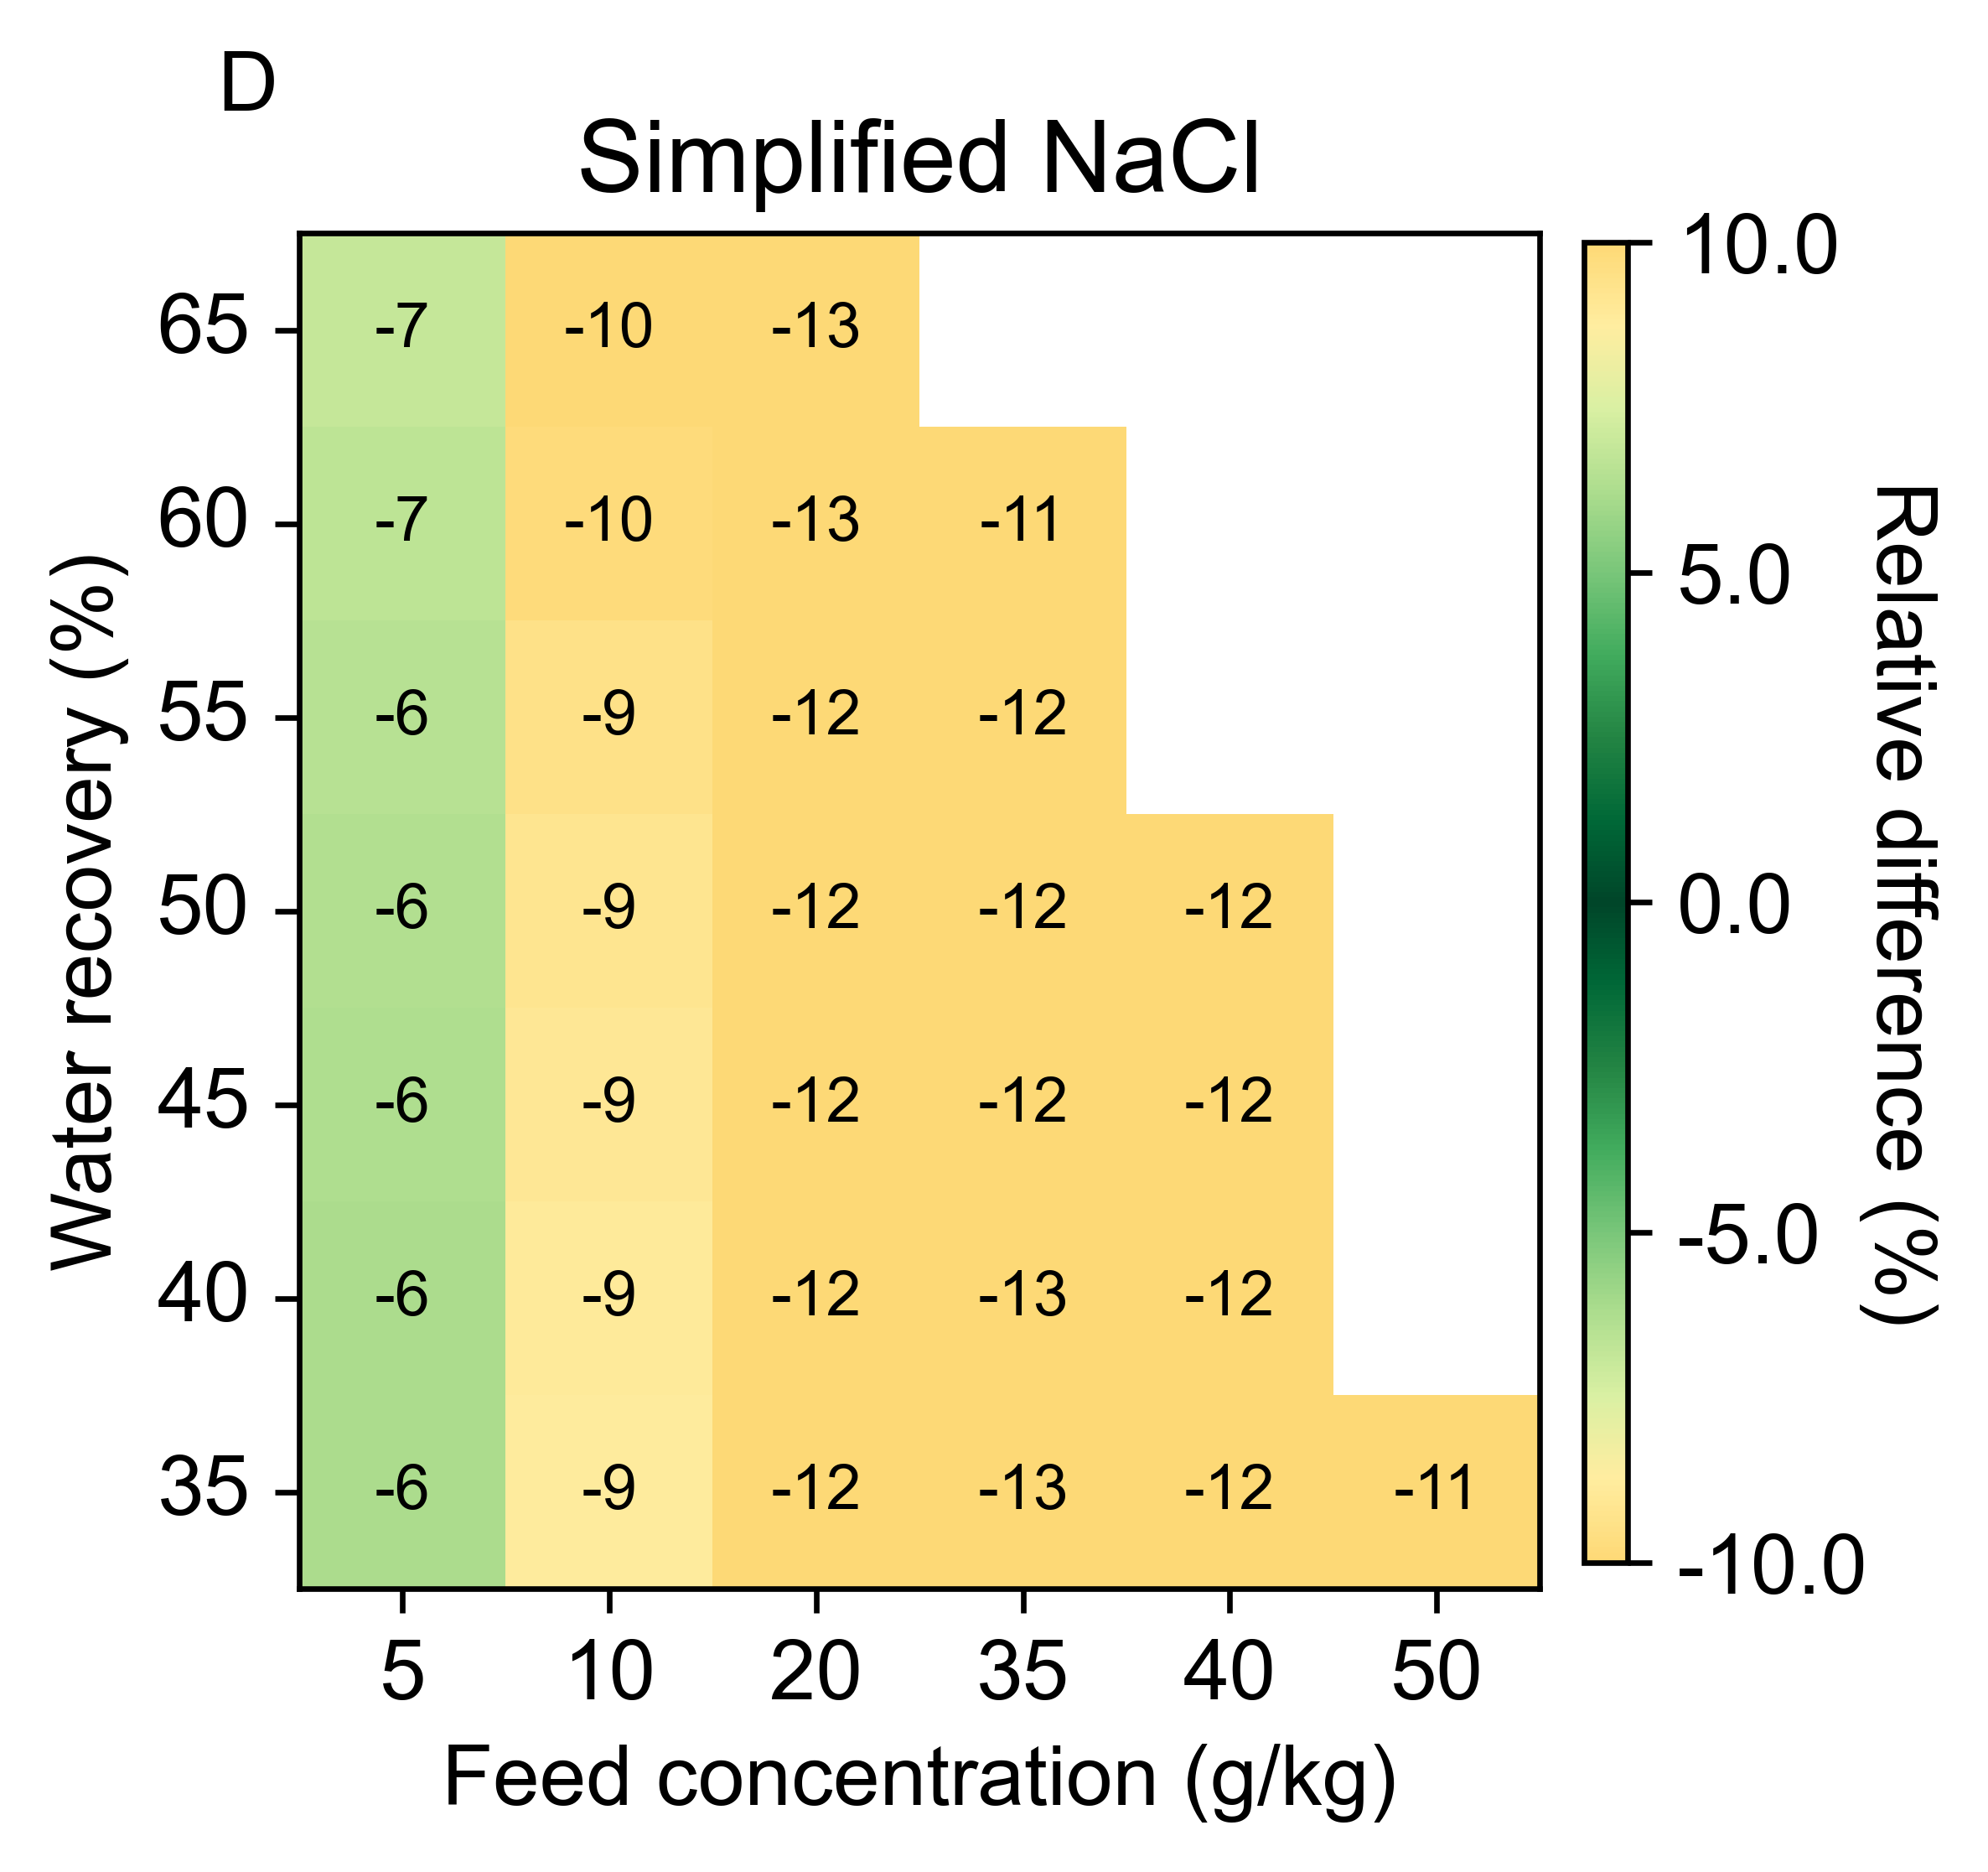 D
Simplified NaCl
65 -7 -10 -13
60 -7 -10 -13 -11
55 -6 -9 -12 -12
50 -6 -9 -12 -12 -12
45 -6 -9 -12 -12 -12
40 -6 -9 -12 -13 -12
35 -6 -9 -12 -13 -12 -11
5 10 20 35 40 50
Feed concentration (g/kg)
Water recovery (%)
10.0
5.0
0.0
-5.0
-10.0
Relative difference (%)